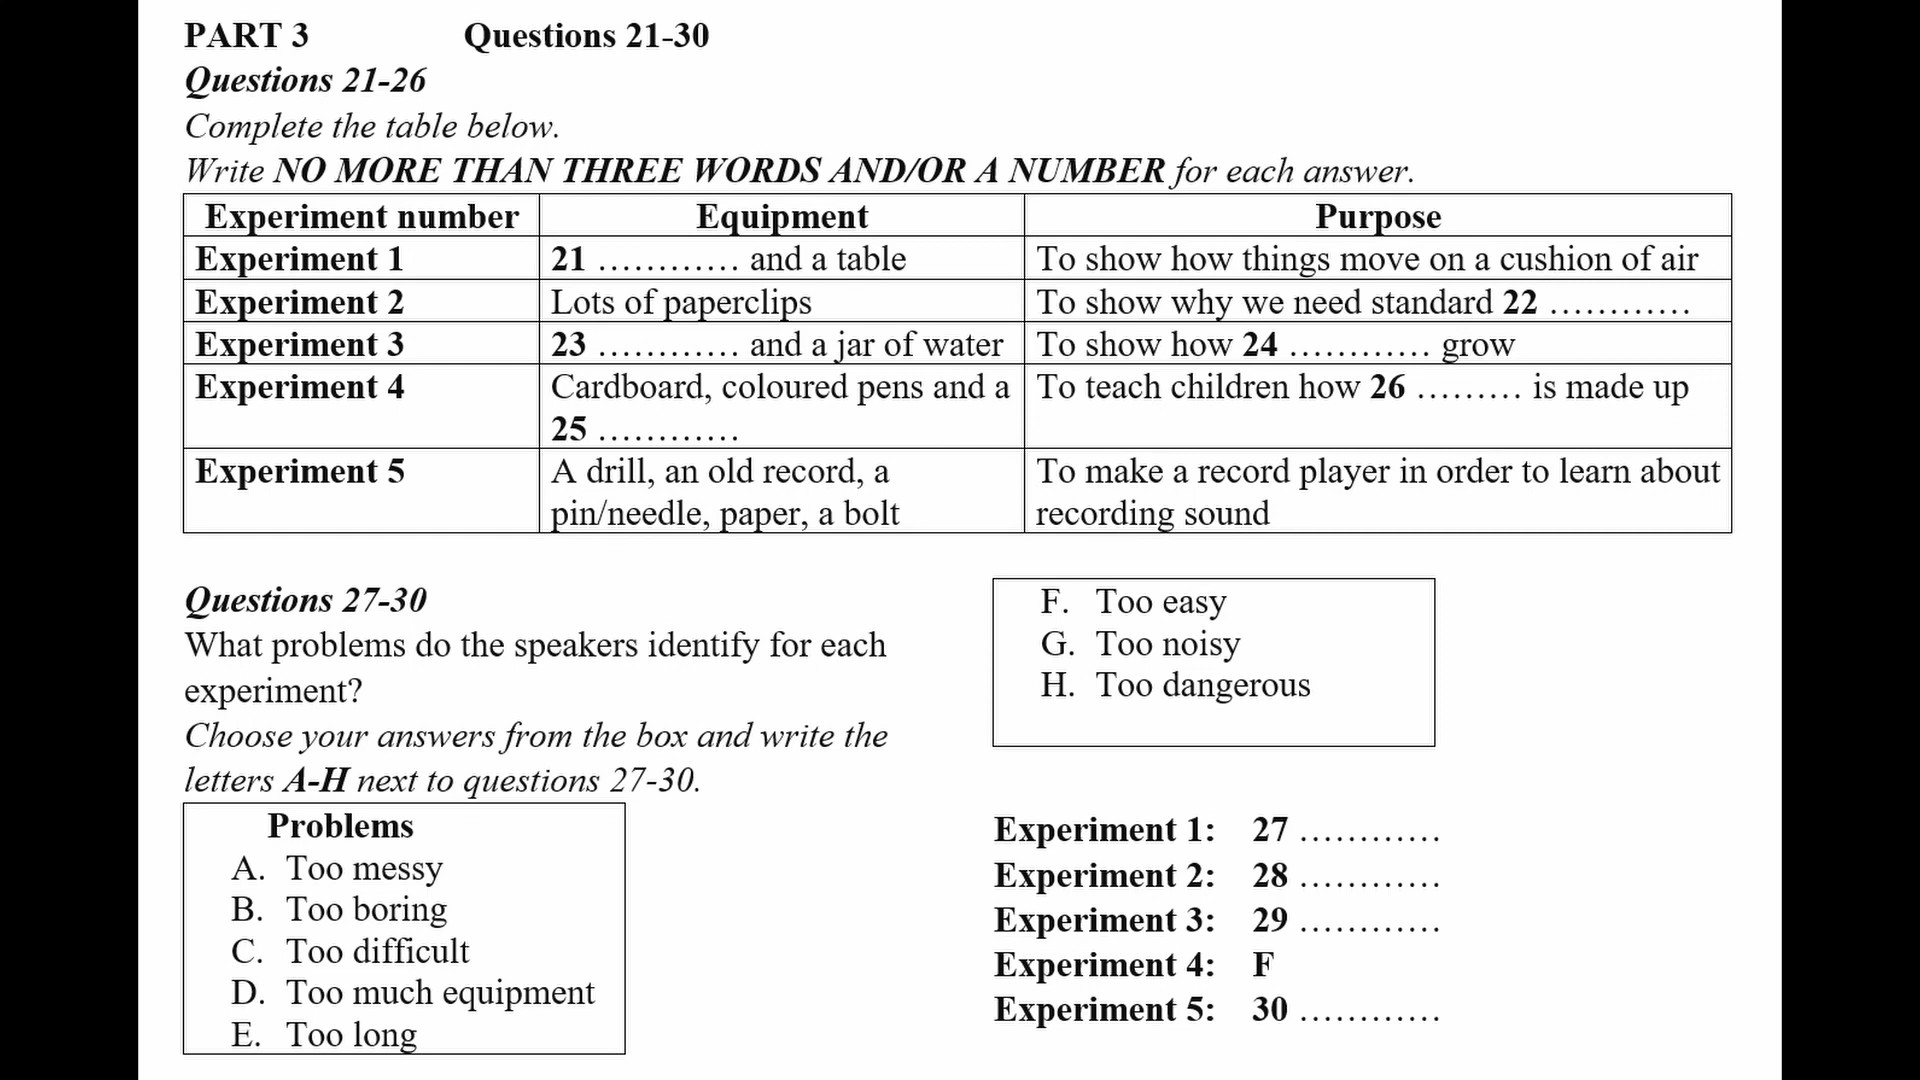 PART 3 Questions 21-30
Questions 21-26
Complete the table below.
Write NO MORE THAN THREE WORDS AND/OR A NUMBER for each answer.
Experiment number Equipment Purpose
Experiment 1 21 ………… and a table To show how things move on a cushion of air
Experiment 2 Lots of paperclips To show why we need standard 22 …………
Experiment 3 23 ………… and a jar of water To show how 24 ………… grow
Experiment 4 Cardboard, coloured pens and a To teach children how 26 ……… is made up
25 …………
Experiment 5 A drill, an old record, a To make a record player in order to learn about
pin/needle, paper, a bolt recording sound
Questions 27-30
What problems do the speakers identify for each
experiment?
Choose your answers from the box and write the
letters A-H next to questions 27-30.
Problems
A. Too messy
B. Too boring
C. Too difficult
D. Too much equipment
E. Too long
F. Too easy
G. Too noisy
H. Too dangerous
Experiment 1: 27 …………
Experiment 2: 28 …………
Experiment 3: 29 …………
Experiment 4: F
Experiment 5: 30 …………